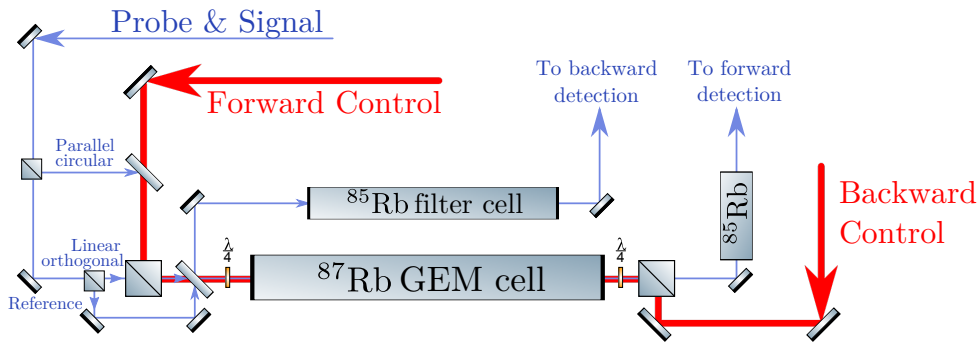 Probe & Signal
To backward
detection
To forward
detection
Forward Control
Parallel
circular
⁸⁵Rb filter cell
⁸⁵Rb
Backward
Control
Linear
orthogonal
λ/4
⁸⁷Rb GEM cell
λ/4
Reference